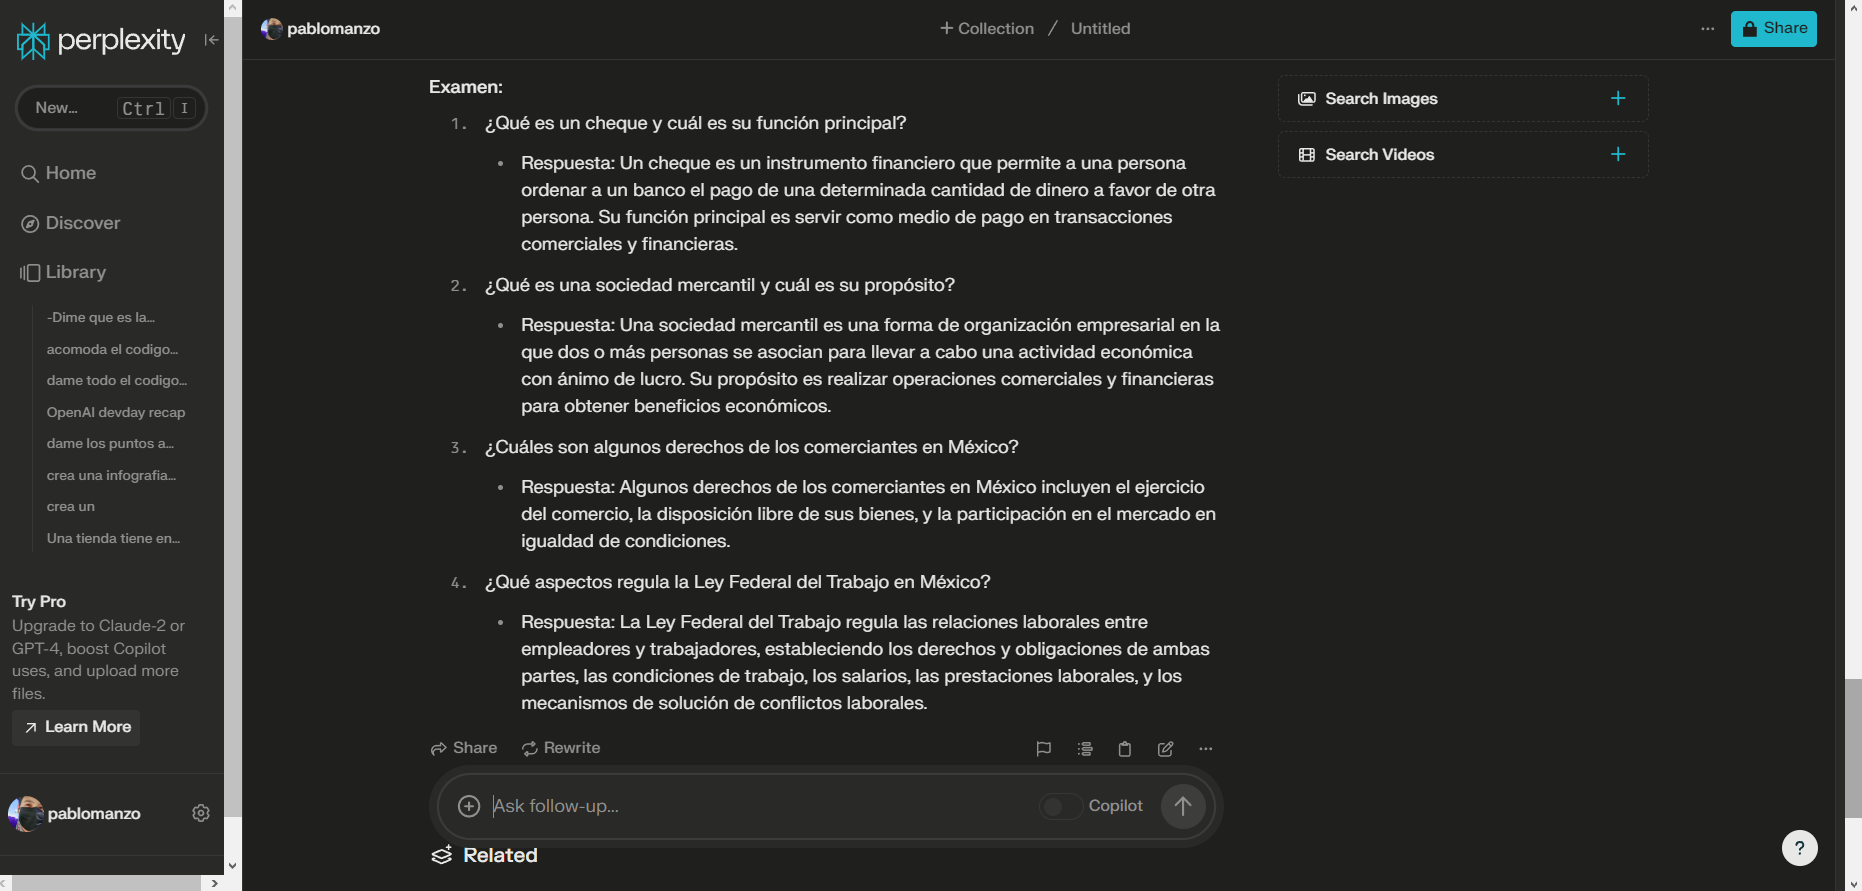 perplexity
New... Ctrl I
Home
Discover
Library
-Dime que es la...
acomoda el codigo...
dame todo el codigo...
OpenAI devday recap
dame los puntos a...
crea una infografia...
crea un
Una tienda tiene en...
Try Pro
Upgrade to Claude-2 or
GPT-4, boost Copilot
uses, and upload more
files.
Learn More
pablomanzo
pablomanzo
+ Collection / Untitled
Share
Examen:
1. ¿Qué es un cheque y cuál es su función principal?
• Respuesta: Un cheque es un instrumento financiero que permite a una persona
ordenar a un banco el pago de una determinada cantidad de dinero a favor de otra
persona. Su función principal es servir como medio de pago en transacciones
comerciales y financieras.
2. ¿Qué es una sociedad mercantil y cuál es su propósito?
• Respuesta: Una sociedad mercantil es una forma de organización empresarial en la
que dos o más personas se asocian para llevar a cabo una actividad económica
con ánimo de lucro. Su propósito es realizar operaciones comerciales y financieras
para obtener beneficios económicos.
3. ¿Cuáles son algunos derechos de los comerciantes en México?
• Respuesta: Algunos derechos de los comerciantes en México incluyen el ejercicio
del comercio, la disposición libre de sus bienes, y la participación en el mercado en
igualdad de condiciones.
4. ¿Qué aspectos regula la Ley Federal del Trabajo en México?
• Respuesta: La Ley Federal del Trabajo regula las relaciones laborales entre
empleadores y trabajadores, estableciendo los derechos y obligaciones de ambas
partes, las condiciones de trabajo, los salarios, las prestaciones laborales, y los
mecanismos de solución de conflictos laborales.
Share Rewrite
Ask follow-up...
Copilot
Related
Search Images
Search Videos
?